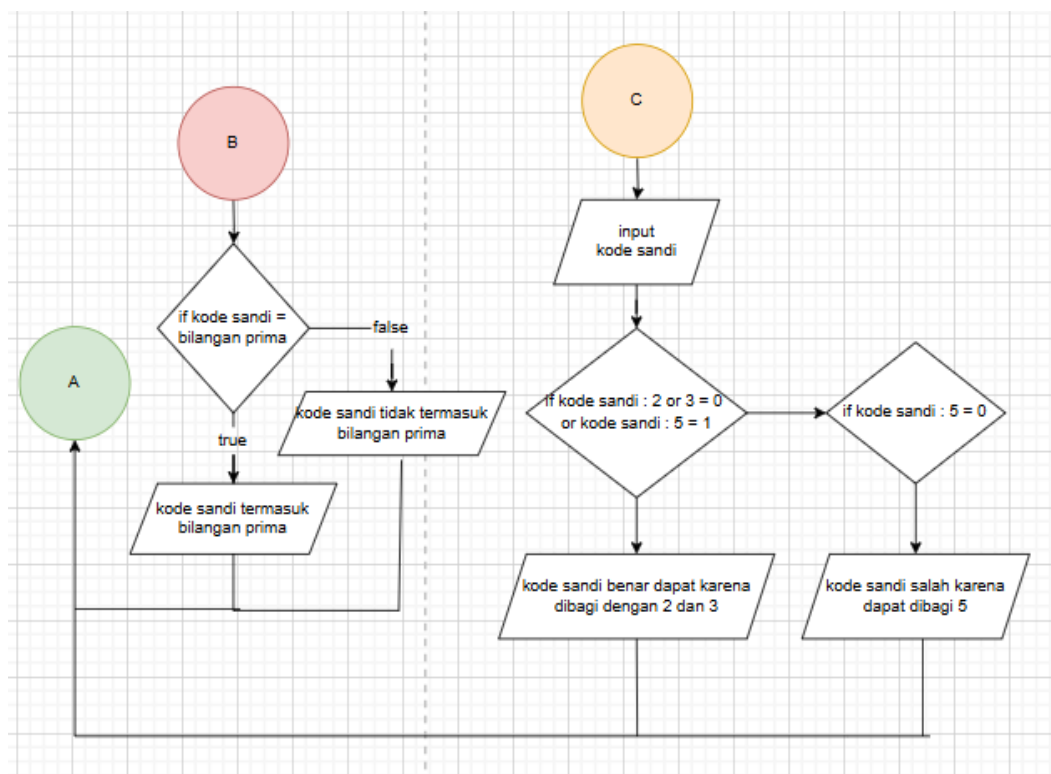 B
if kode sandi =
bilangan prima
false
A
kode sandi tidak termasuk
bilangan prima
true
kode sandi termasuk
bilangan prima
C
input
kode sandi
if kode sandi : 2 or 3 = 0
or kode sandi : 5 = 1
if kode sandi : 5 = 0
kode sandi benar dapat karena
dibagi dengan 2 dan 3
kode sandi salah karena
dapat dibagi 5